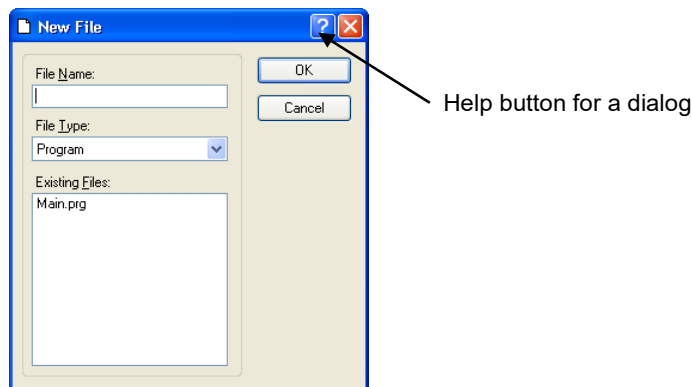 New File
?
File Name:
OK
Cancel
Help button for a dialog
File Type:
Program
Existing Files:
Main.prg